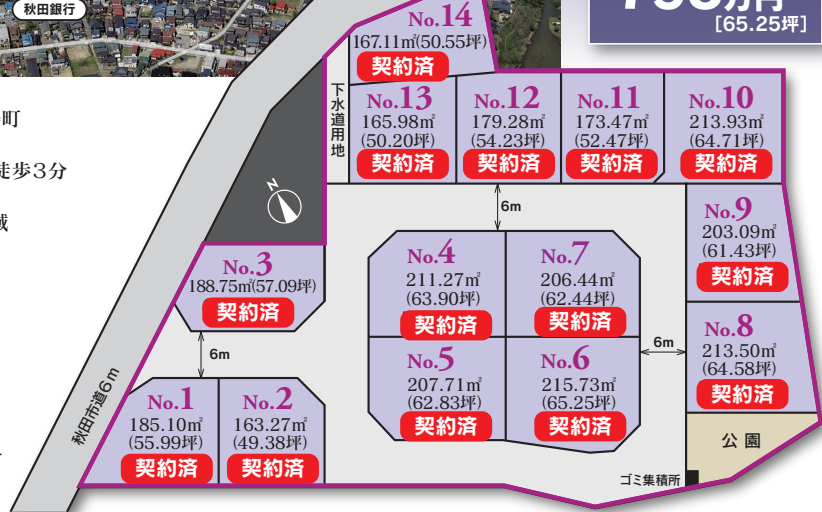 秋田銀行
万円
[65.25坪]
町
徒歩3分
No.14
167.11㎡(50.55坪)
契約済
下水道用地
No.13
165.98㎡
(50.20坪)
契約済
No.12
179.28㎡
(54.23坪)
契約済
No.11
173.47㎡
(52.47坪)
契約済
No.10
213.93㎡
(64.71坪)
契約済
N
6m
No.9
203.09㎡
(61.43坪)
契約済
No.3
188.75㎡(57.09坪)
契約済
No.4
211.27㎡
(63.90坪)
契約済
No.7
206.44㎡
(62.44坪)
契約済
6m
No.8
213.50㎡
(64.58坪)
契約済
6m
No.5
207.71㎡
(62.83坪)
契約済
No.6
215.73㎡
(65.25坪)
契約済
秋田市道6m
No.1
185.10㎡
(55.99坪)
契約済
No.2
163.27㎡
(49.38坪)
契約済
公園
ゴミ集積所